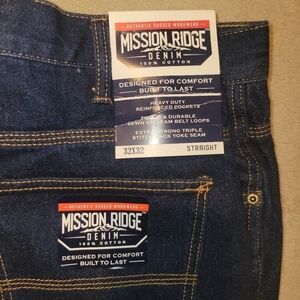 AUTHENTIC RUGGED WORKWEAR
MISSION RIDGE
DENIM
100% COTTON
DESIGNED FOR COMFORT
BUILT TO LAST
HEAVY DUTY
REINFORCED POCKETS
& DURABLE
SEWN ON SEAM BELT LOOPS
EXTRA STRONG TRIPLE
STITCH BACK YOKE SEAM
32X32 STRAIGHT
AUTHENTIC RUGGED WORKWEAR
MISSION RIDGE
DENIM
100% COTTON
DESIGNED FOR COMFORT
BUILT TO LAST